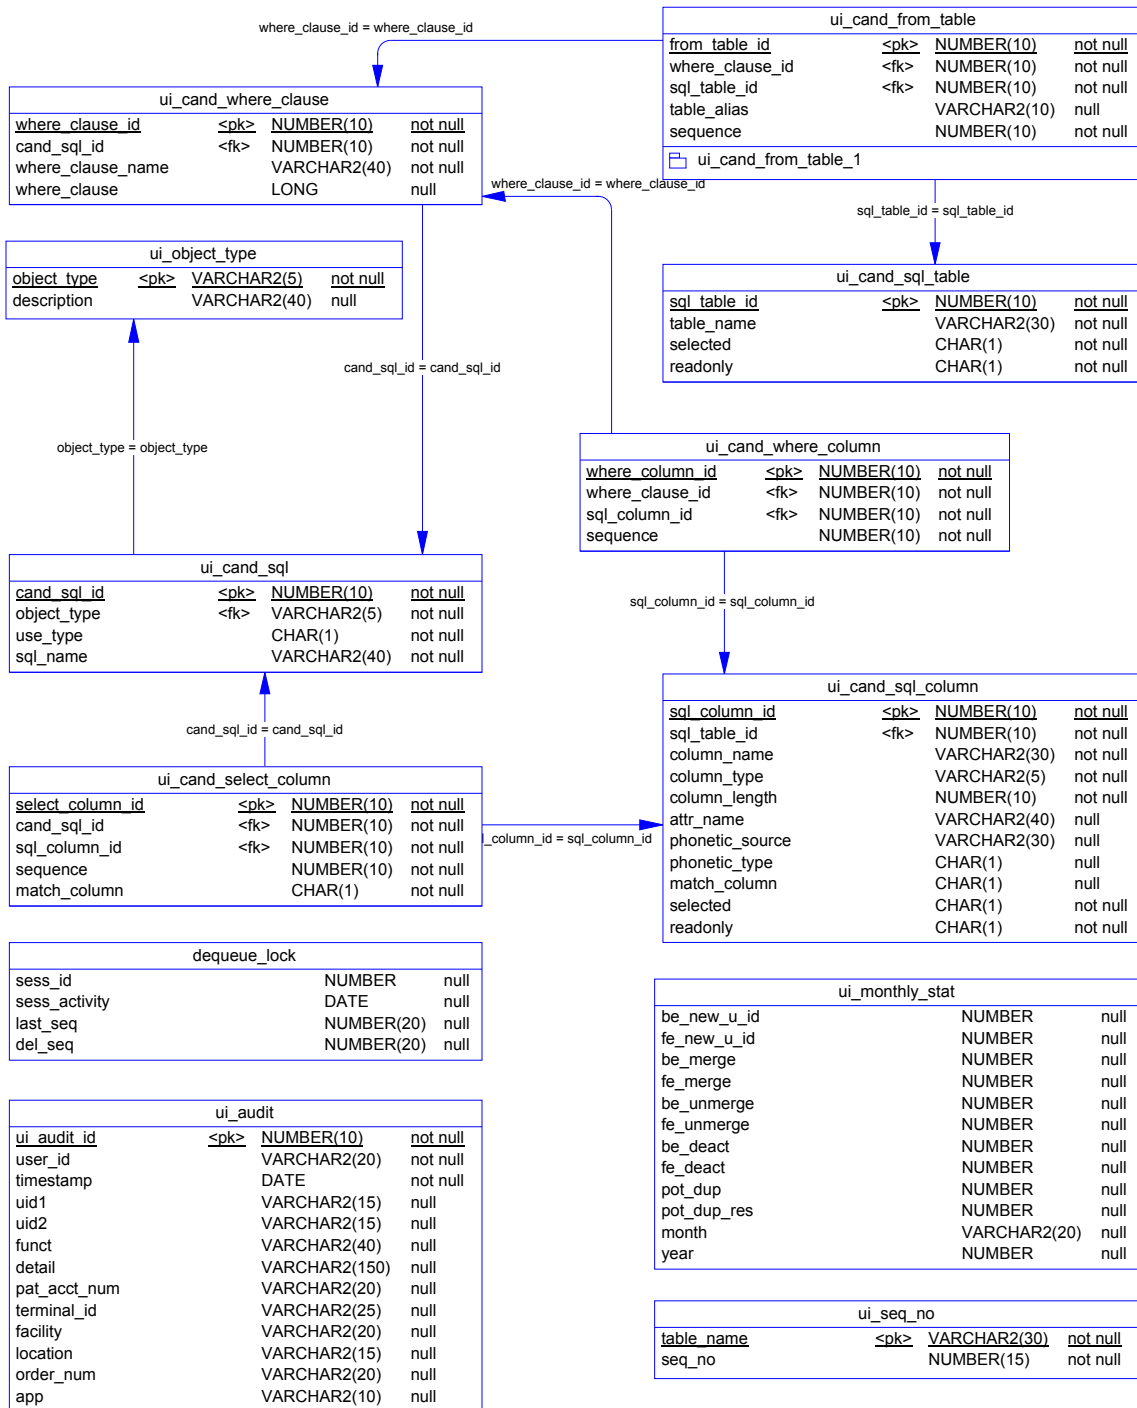 where_clause_id = where_clause_id
ui_cand_from_table
from_table_id <pk> NUMBER(10) not null
where_clause_id <fk> NUMBER(10) not null
sql_table_id <fk> NUMBER(10) not null
table_alias VARCHAR2(10) null
sequence NUMBER(10) not null
ui_cand_from_table_1
ui_cand_where_clause
where_clause_id <pk> NUMBER(10) not null
cand_sql_id <fk> NUMBER(10) not null
where_clause_name VARCHAR2(40) not null
where_clause LONG null
where_clause_id = where_clause_id
sql_table_id = sql_table_id
ui_object_type
object_type <pk> VARCHAR2(5) not null
description VARCHAR2(40) null
ui_cand_sql_table
sql_table_id <pk> NUMBER(10) not null
table_name VARCHAR2(30) not null
selected CHAR(1) not null
readonly CHAR(1) not null
cand_sql_id = cand_sql_id
object_type = object_type
ui_cand_where_column
where_column_id <pk> NUMBER(10) not null
where_clause_id <fk> NUMBER(10) not null
sql_column_id <fk> NUMBER(10) not null
sequence NUMBER(10) not null
ui_cand_sql
cand_sql_id <pk> NUMBER(10) not null
object_type <fk> VARCHAR2(5) not null
use_type CHAR(1) not null
sql_name VARCHAR2(40) not null
sql_column_id = sql_column_id
ui_cand_sql_column
sql_column_id <pk> NUMBER(10) not null
sql_table_id <fk> NUMBER(10) not null
column_name VARCHAR2(30) not null
column_type VARCHAR2(5) not null
column_length NUMBER(10) not null
attr_name VARCHAR2(40) null
phonetic_source VARCHAR2(30) null
phonetic_type CHAR(1) null
match_column CHAR(1) null
selected CHAR(1) not null
readonly CHAR(1) not null
cand_sql_id = cand_sql_id
ui_cand_select_column
select_column_id <pk> NUMBER(10) not null
cand_sql_id <fk> NUMBER(10) not null
sql_column_id <fk> NUMBER(10) not null
sequence NUMBER(10) not null
match_column CHAR(1) not null
l_column_id = sql_column_id
dequeue_lock
sess_id NUMBER null
sess_activity DATE null
last_seq NUMBER(20) null
del_seq NUMBER(20) null
ui_monthly_stat
be_new_u_id NUMBER null
fe_new_u_id NUMBER null
be_merge NUMBER null
fe_merge NUMBER null
be_unmerge NUMBER null
fe_unmerge NUMBER null
be_deact NUMBER null
fe_deact NUMBER null
pot_dup NUMBER null
pot_dup_res NUMBER null
month VARCHAR2(20) null
year NUMBER null
ui_audit
ui_audit_id <pk> NUMBER(10) not null
user_id VARCHAR2(20) not null
timestamp DATE not null
uid1 VARCHAR2(15) null
uid2 VARCHAR2(15) null
funct VARCHAR2(40) null
detail VARCHAR2(150) null
pat_acct_num VARCHAR2(20) null
terminal_id VARCHAR2(25) null
facility VARCHAR2(20) null
location VARCHAR2(15) null
order_num VARCHAR2(20) null
app VARCHAR2(10) null
ui_seq_no
table_name <pk> VARCHAR2(30) not null
seq_no NUMBER(15) not null